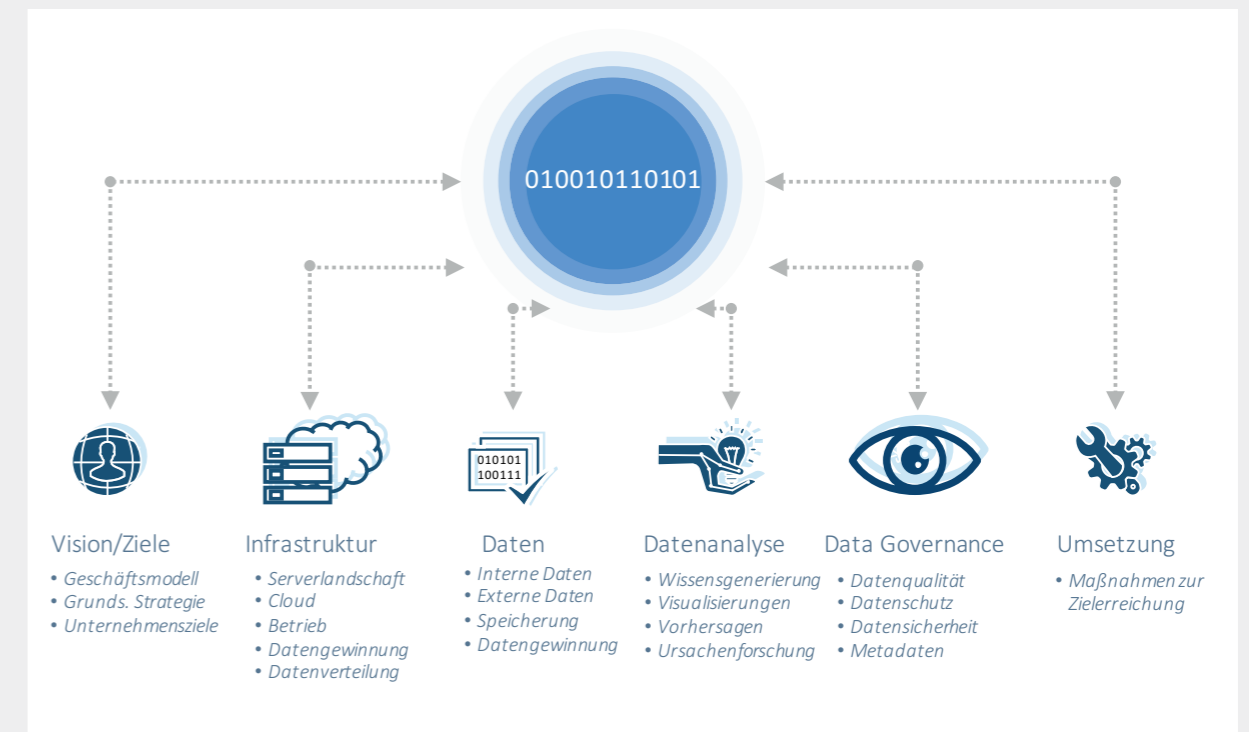 010010110101
010101
100111
Vision/Ziele
• Geschäftsmodell
• Grunds. Strategie
• Unternehmensziele
Infrastruktur
• Serverlandschaft
• Cloud
• Betrieb
• Datengewinnung
• Datenverteilung
Daten
• Interne Daten
• Externe Daten
• Speicherung
• Datengewinnung
Datenanalyse
• Wissensgenerierung
• Visualisierungen
• Vorhersagen
• Ursachenforschung
Data Governance
• Datenqualität
• Datenschutz
• Datensicherheit
• Metadaten
Umsetzung
• Maßnahmen zur
Zielerreichung